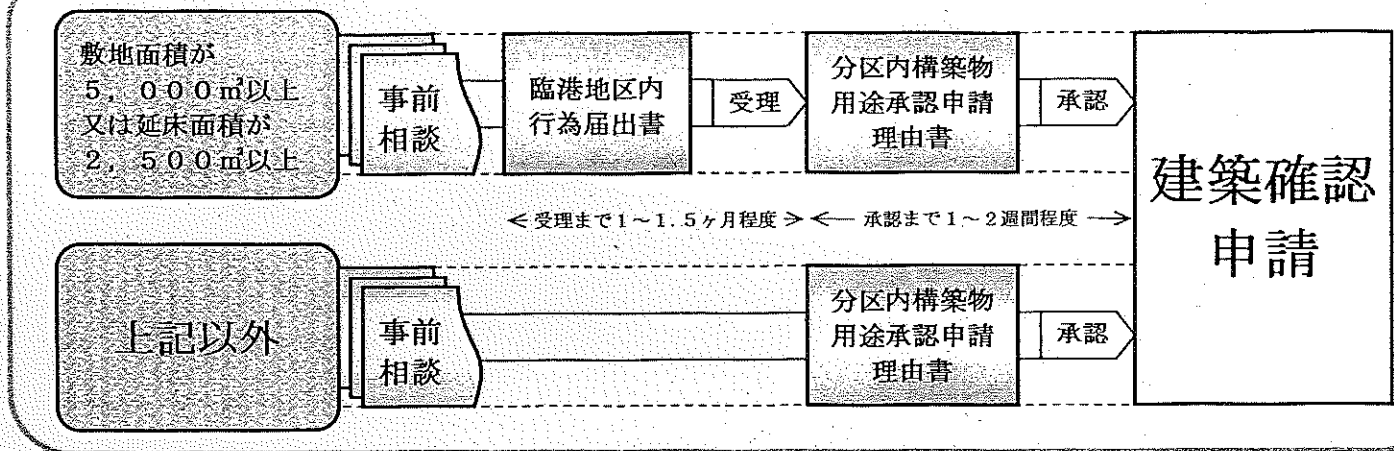 敷地面積が
５，０００㎡以上
又は延床面積が
２，５００㎡以上
事前
相談
臨港地区内
行為届出書
受理
分区内構築物
用途承認申請
理由書
承認
建築確認
申請
受理まで１～１．５ヶ月程度
承認まで１～２週間程度
上記以外
事前
相談
分区内構築物
用途承認申請
理由書
承認